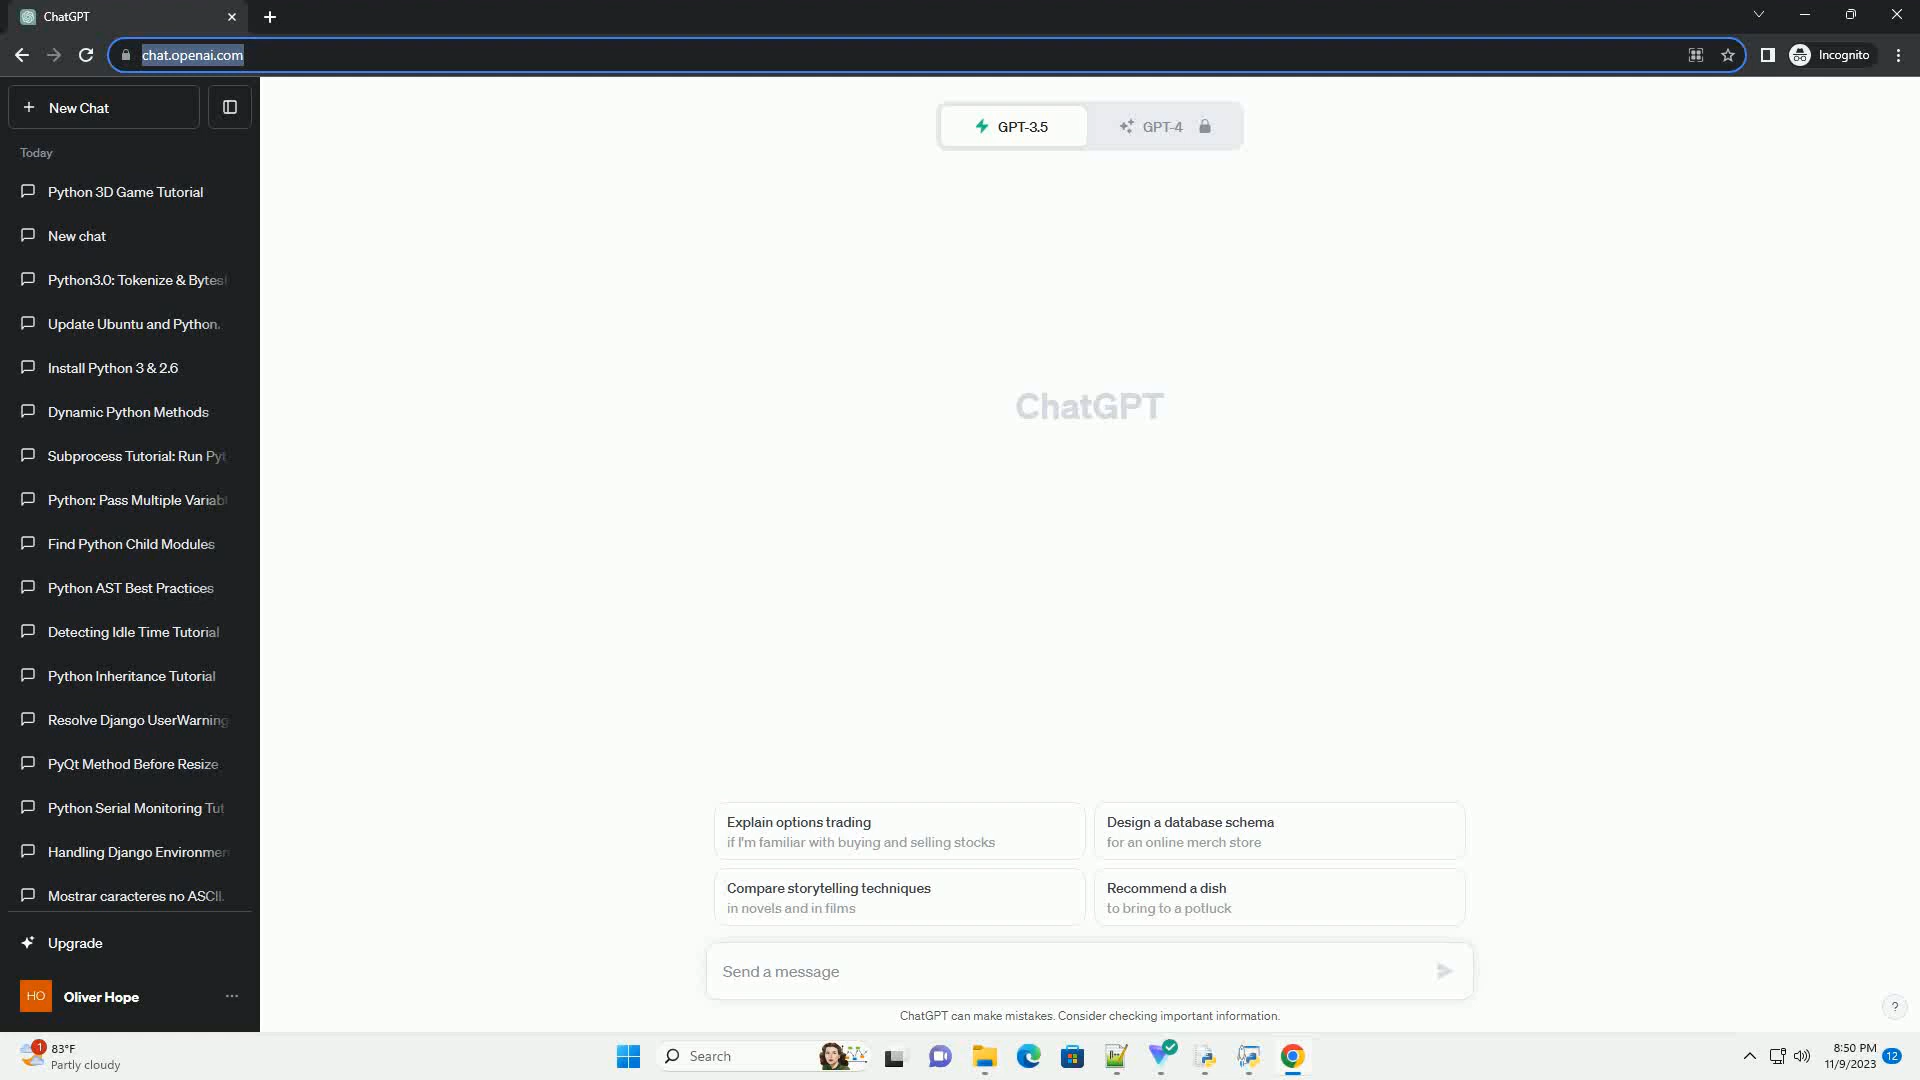 ChatGPT
chat.openai.com
Incognito
New Chat
Today
Python 3D Game Tutorial
New chat
Python3.0: Tokenize & Bytesl
Update Ubuntu and Python.
Install Python 3 & 2.6
Dynamic Python Methods
Subprocess Tutorial: Run Pyt
Python: Pass Multiple Variabl
Find Python Child Modules
Python AST Best Practices
Detecting Idle Time Tutorial
Python Inheritance Tutorial
Resolve Django UserWarning
PyQt Method Before Resize
Python Serial Monitoring Tut
Handling Django Environmen
Mostrar caracteres no ASCII.
Upgrade
HO
Oliver Hope
GPT-3.5
GPT-4
ChatGPT
Explain options trading
if I'm familiar with buying and selling stocks
Design a database schema
for an online merch store
Compare storytelling techniques
in novels and in films
Recommend a dish
to bring to a potluck
Send a message
ChatGPT can make mistakes. Consider checking important information.
?
1
83°F
Partly cloudy
Search
8:50 PM
11/9/2023
12